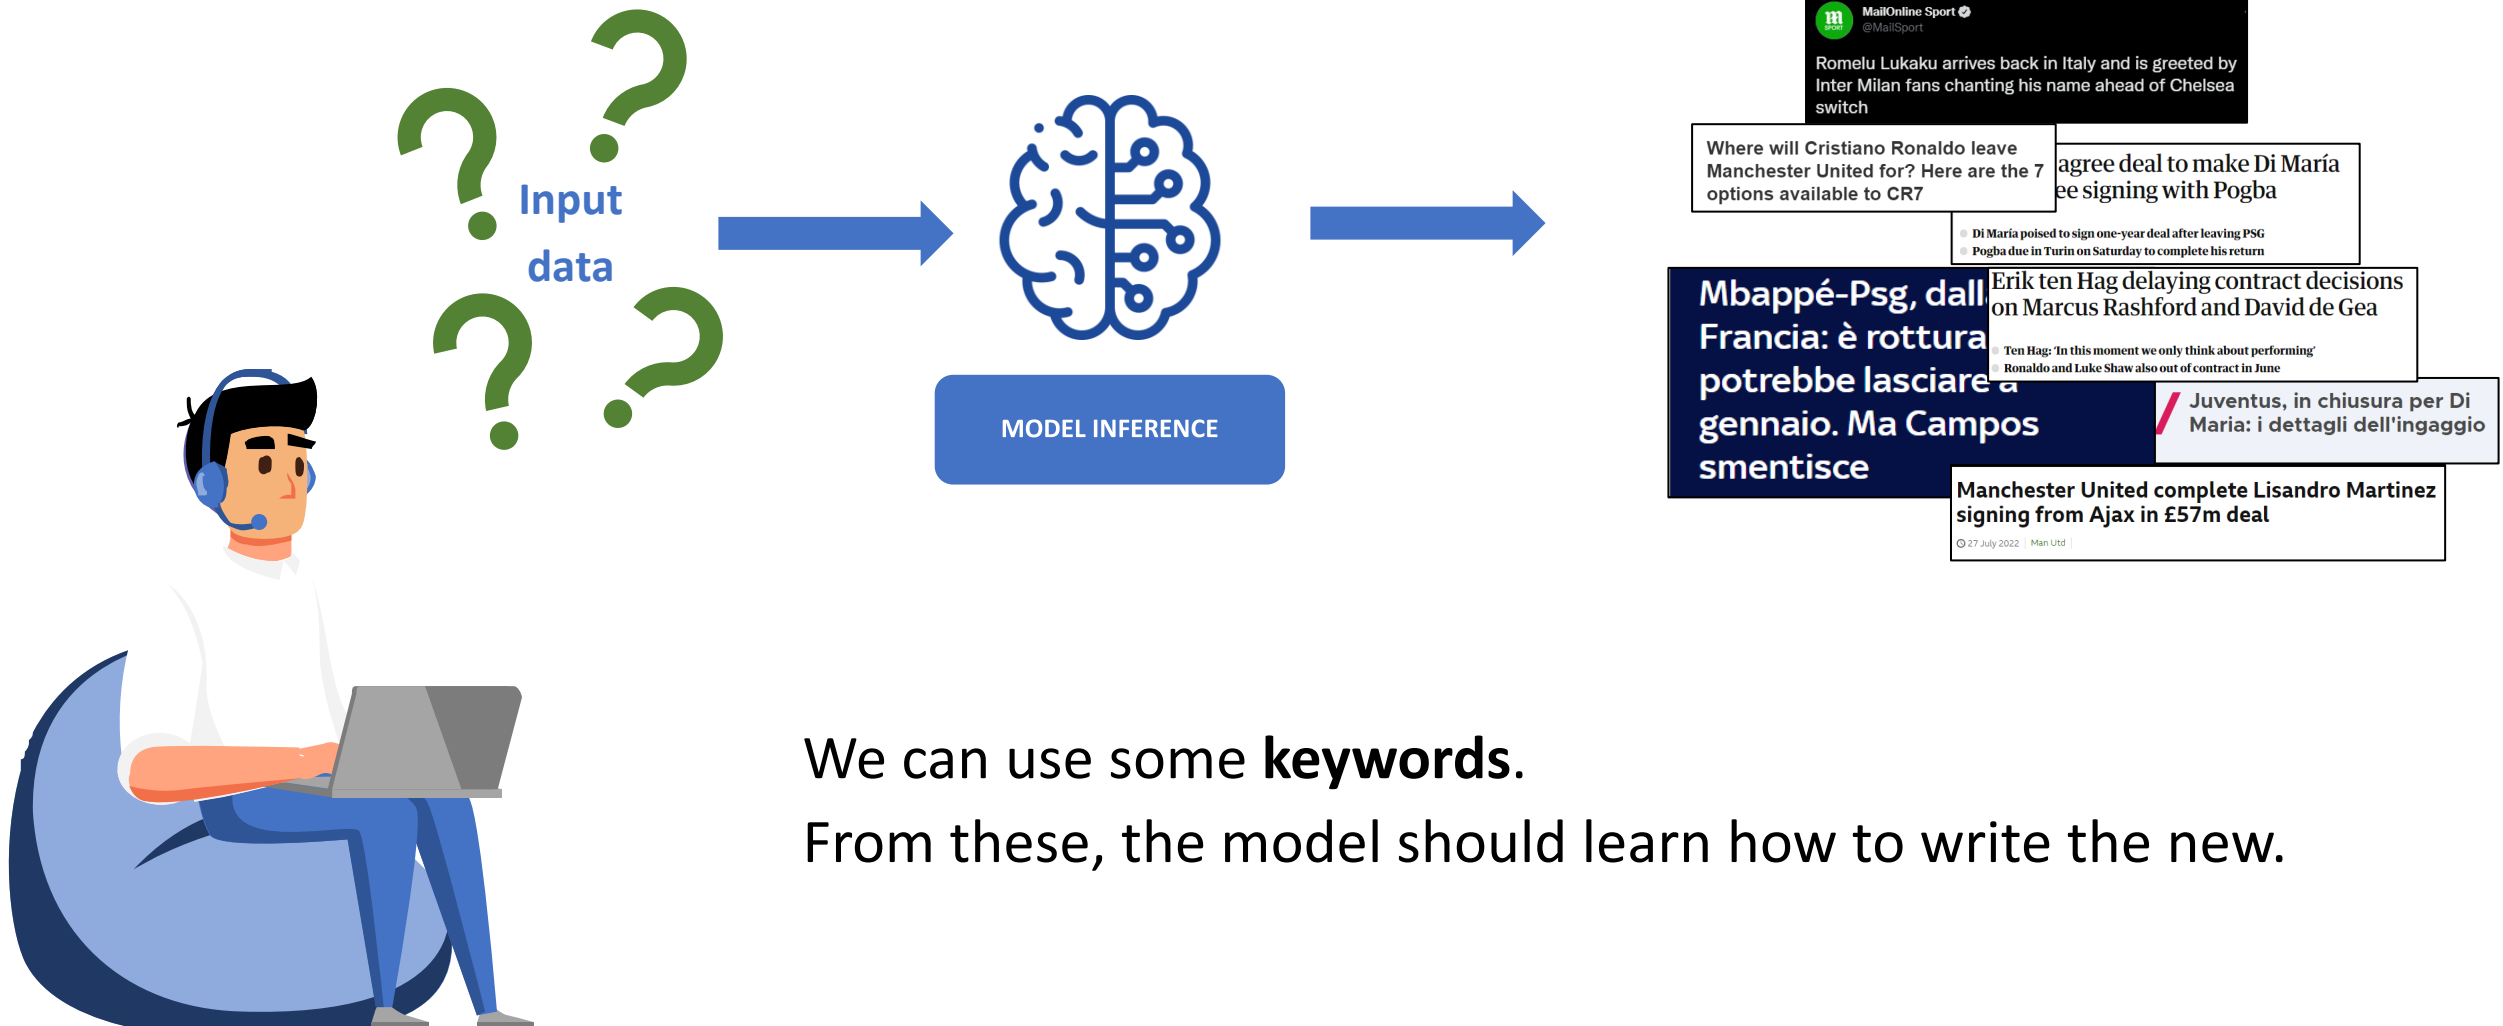 Input
data
MODEL INFERENCE
MailOnline Sport
@MailSport
Romelu Lukaku arrives back in Italy and is greeted by
Inter Milan fans chanting his name ahead of Chelsea
switch
Where will Cristiano Ronaldo leave
Manchester United for? Here are the 7
options available to CR7
agree deal to make Di María
signing with Pogba
Di María poised to sign one-year deal after leaving PSG
Pogba due in Turin on Saturday to complete his return
Mbappé-Psg,
Francia: è rottura
potrebbe lasciare a
gennaio. Ma Campos
smentisce
Erik ten Hag delaying contract decisions
on Marcus Rashford and David de Gea
Ten Hag: ‘In this moment we only think about performing’
Ronaldo and Luke Shaw also out of contract in June
Juventus, in chiusura per Di
Maria: i dettagli dell'ingaggio
Manchester United complete Lisandro Martinez
signing from Ajax in £57m deal
27 July 2022 Man Utd
We can use some keywords.
From these, the model should learn how to write the new.